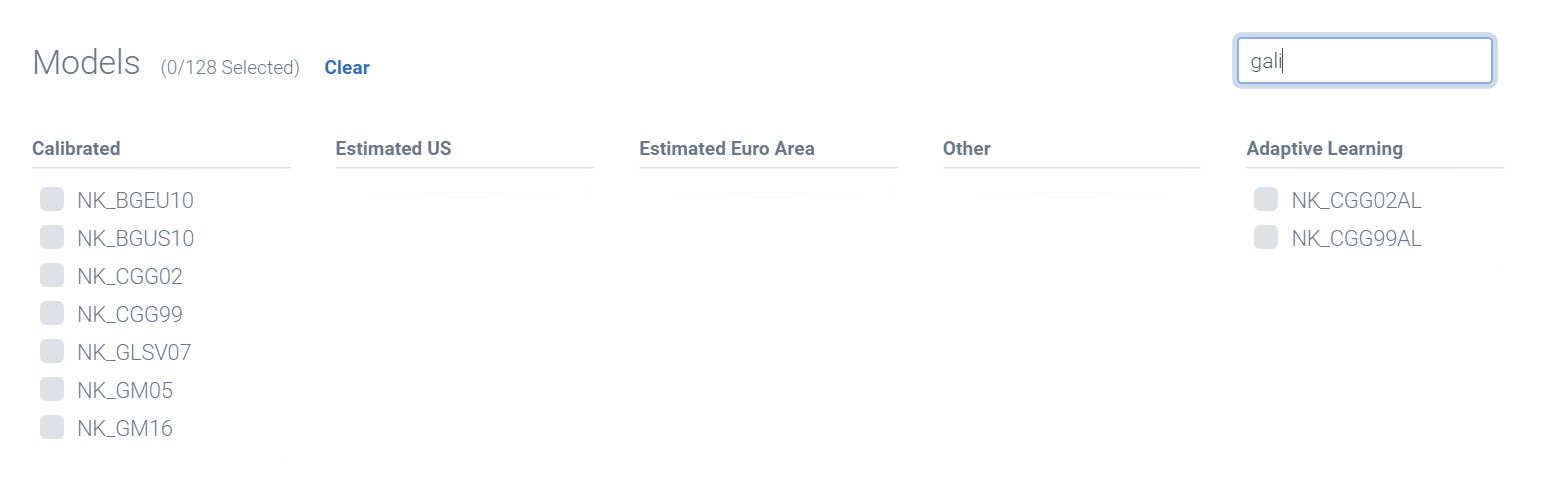 Models (0/128 Selected) Clear
gali
Calibrated Estimated US Estimated Euro Area Other Adaptive Learning
NK_BGEU10 NK_CGG02AL
NK_BGUS10 NK_CGG99AL
NK_CGG02
NK_CGG99
NK_GLSV07
NK_GM05
NK_GM16